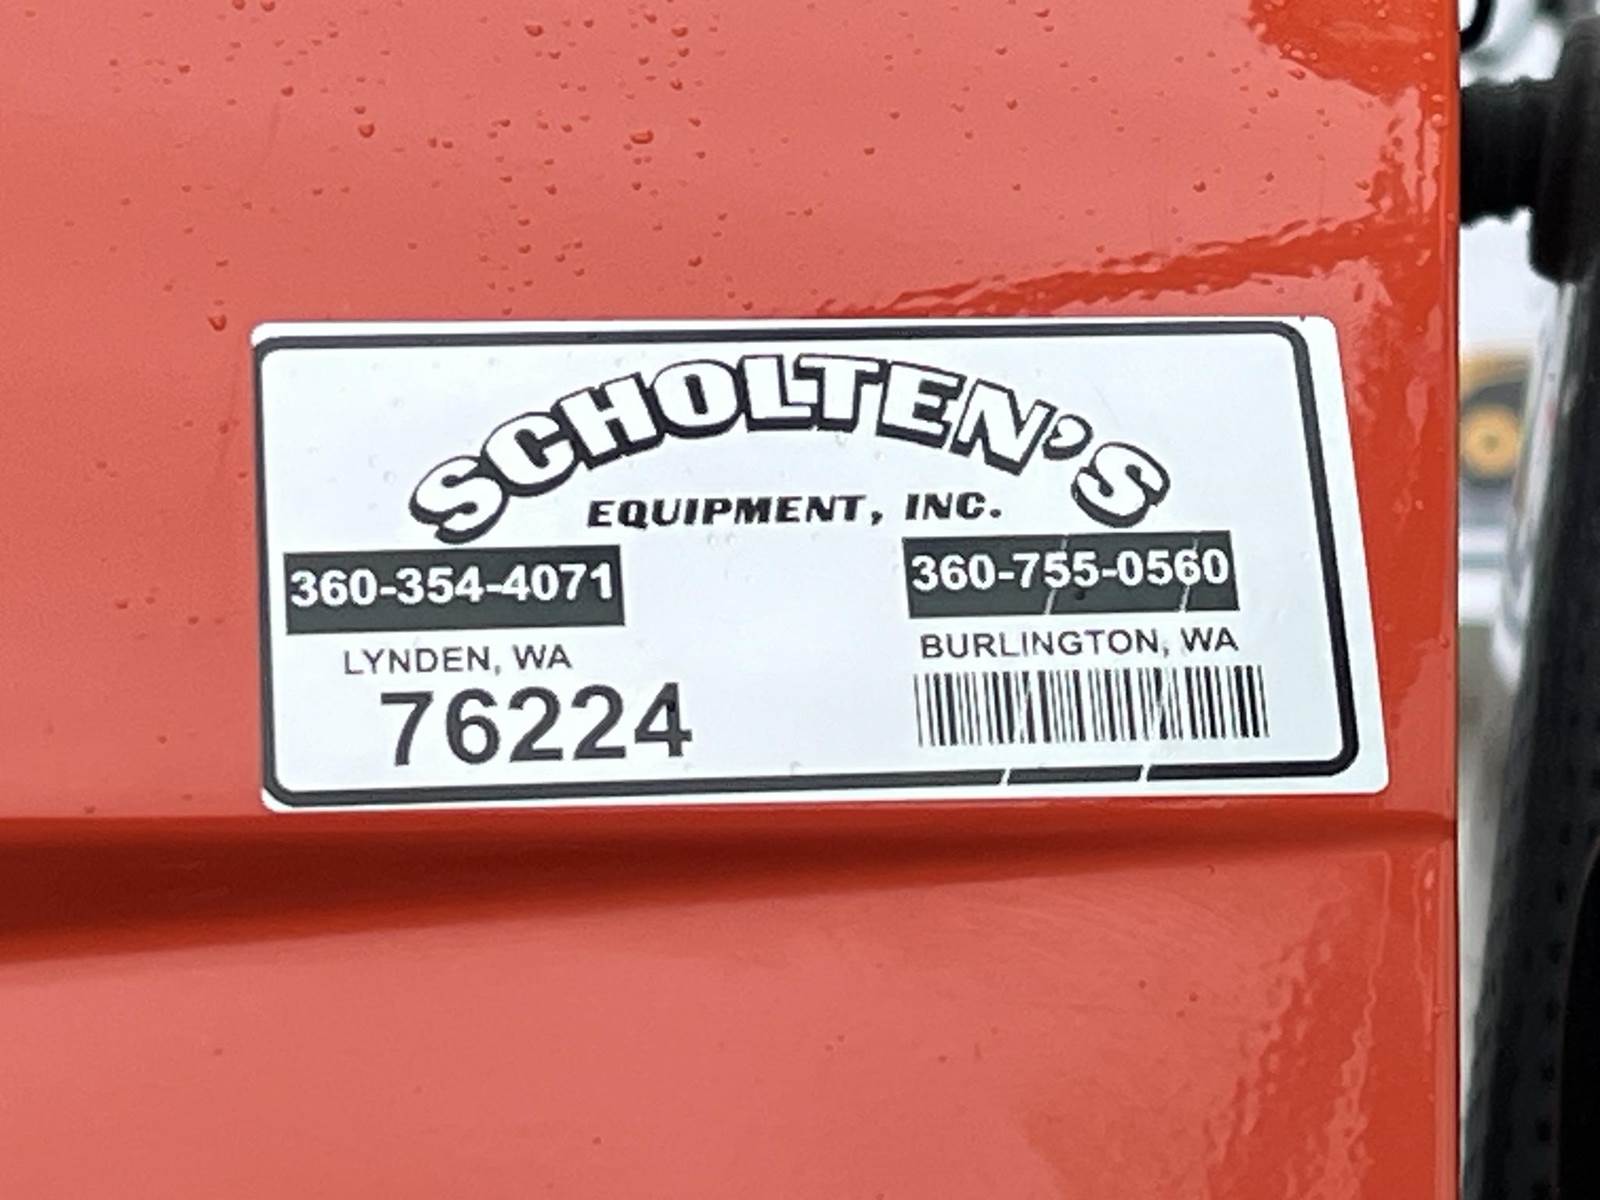 SCHOLTEN'S
EQUIPMENT, INC.
360-354-4071
LYNDEN, WA
76224
360-755-0560
BURLINGTON, WA